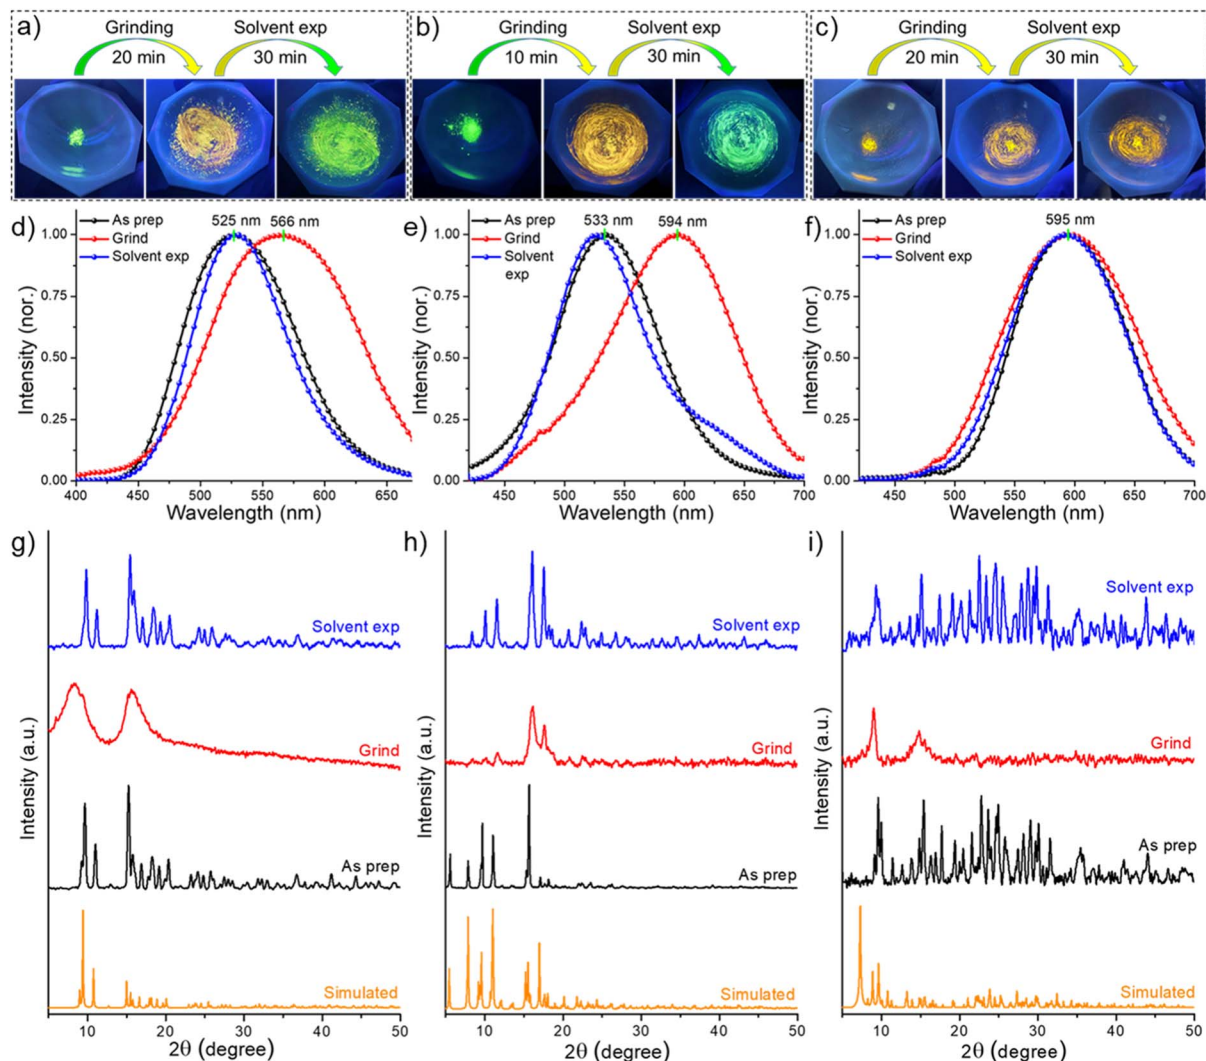 a) Grinding Solvent exp
20 min 30 min
b) Grinding Solvent exp
10 min 30 min
c) Grinding Solvent exp
20 min 30 min
d) 525 nm 566 nm
1.00
0.75
0.50
0.25
0.00
As prep
Grind
Solvent exp
400 450 500 550 600 650
Wavelength (nm)
Intensity (nor.)
e) 533 nm 594 nm
1.00
0.75
0.50
0.25
0.00
As prep
Grind
Solvent
exp
450 500 550 600 650 700
Wavelength (nm)
Intensity (nor.)
f) 595 nm
1.00
0.75
0.50
0.25
0.00
As prep
Grind
Solvent exp
450 500 550 600 650 700
Wavelength (nm)
Intensity (nor.)
g)
Solvent exp
Grind
As prep
Simulated
10 20 30 40 50
2θ (degree)
Intensity (a.u.)
h)
Solvent exp
Grind
As prep
Simulated
10 20 30 40 50
2θ (degree)
Intensity (a.u.)
i)
Solvent exp
Grind
As prep
Simulated
10 20 30 40 50
2θ (degree)
Intensity (a.u.)